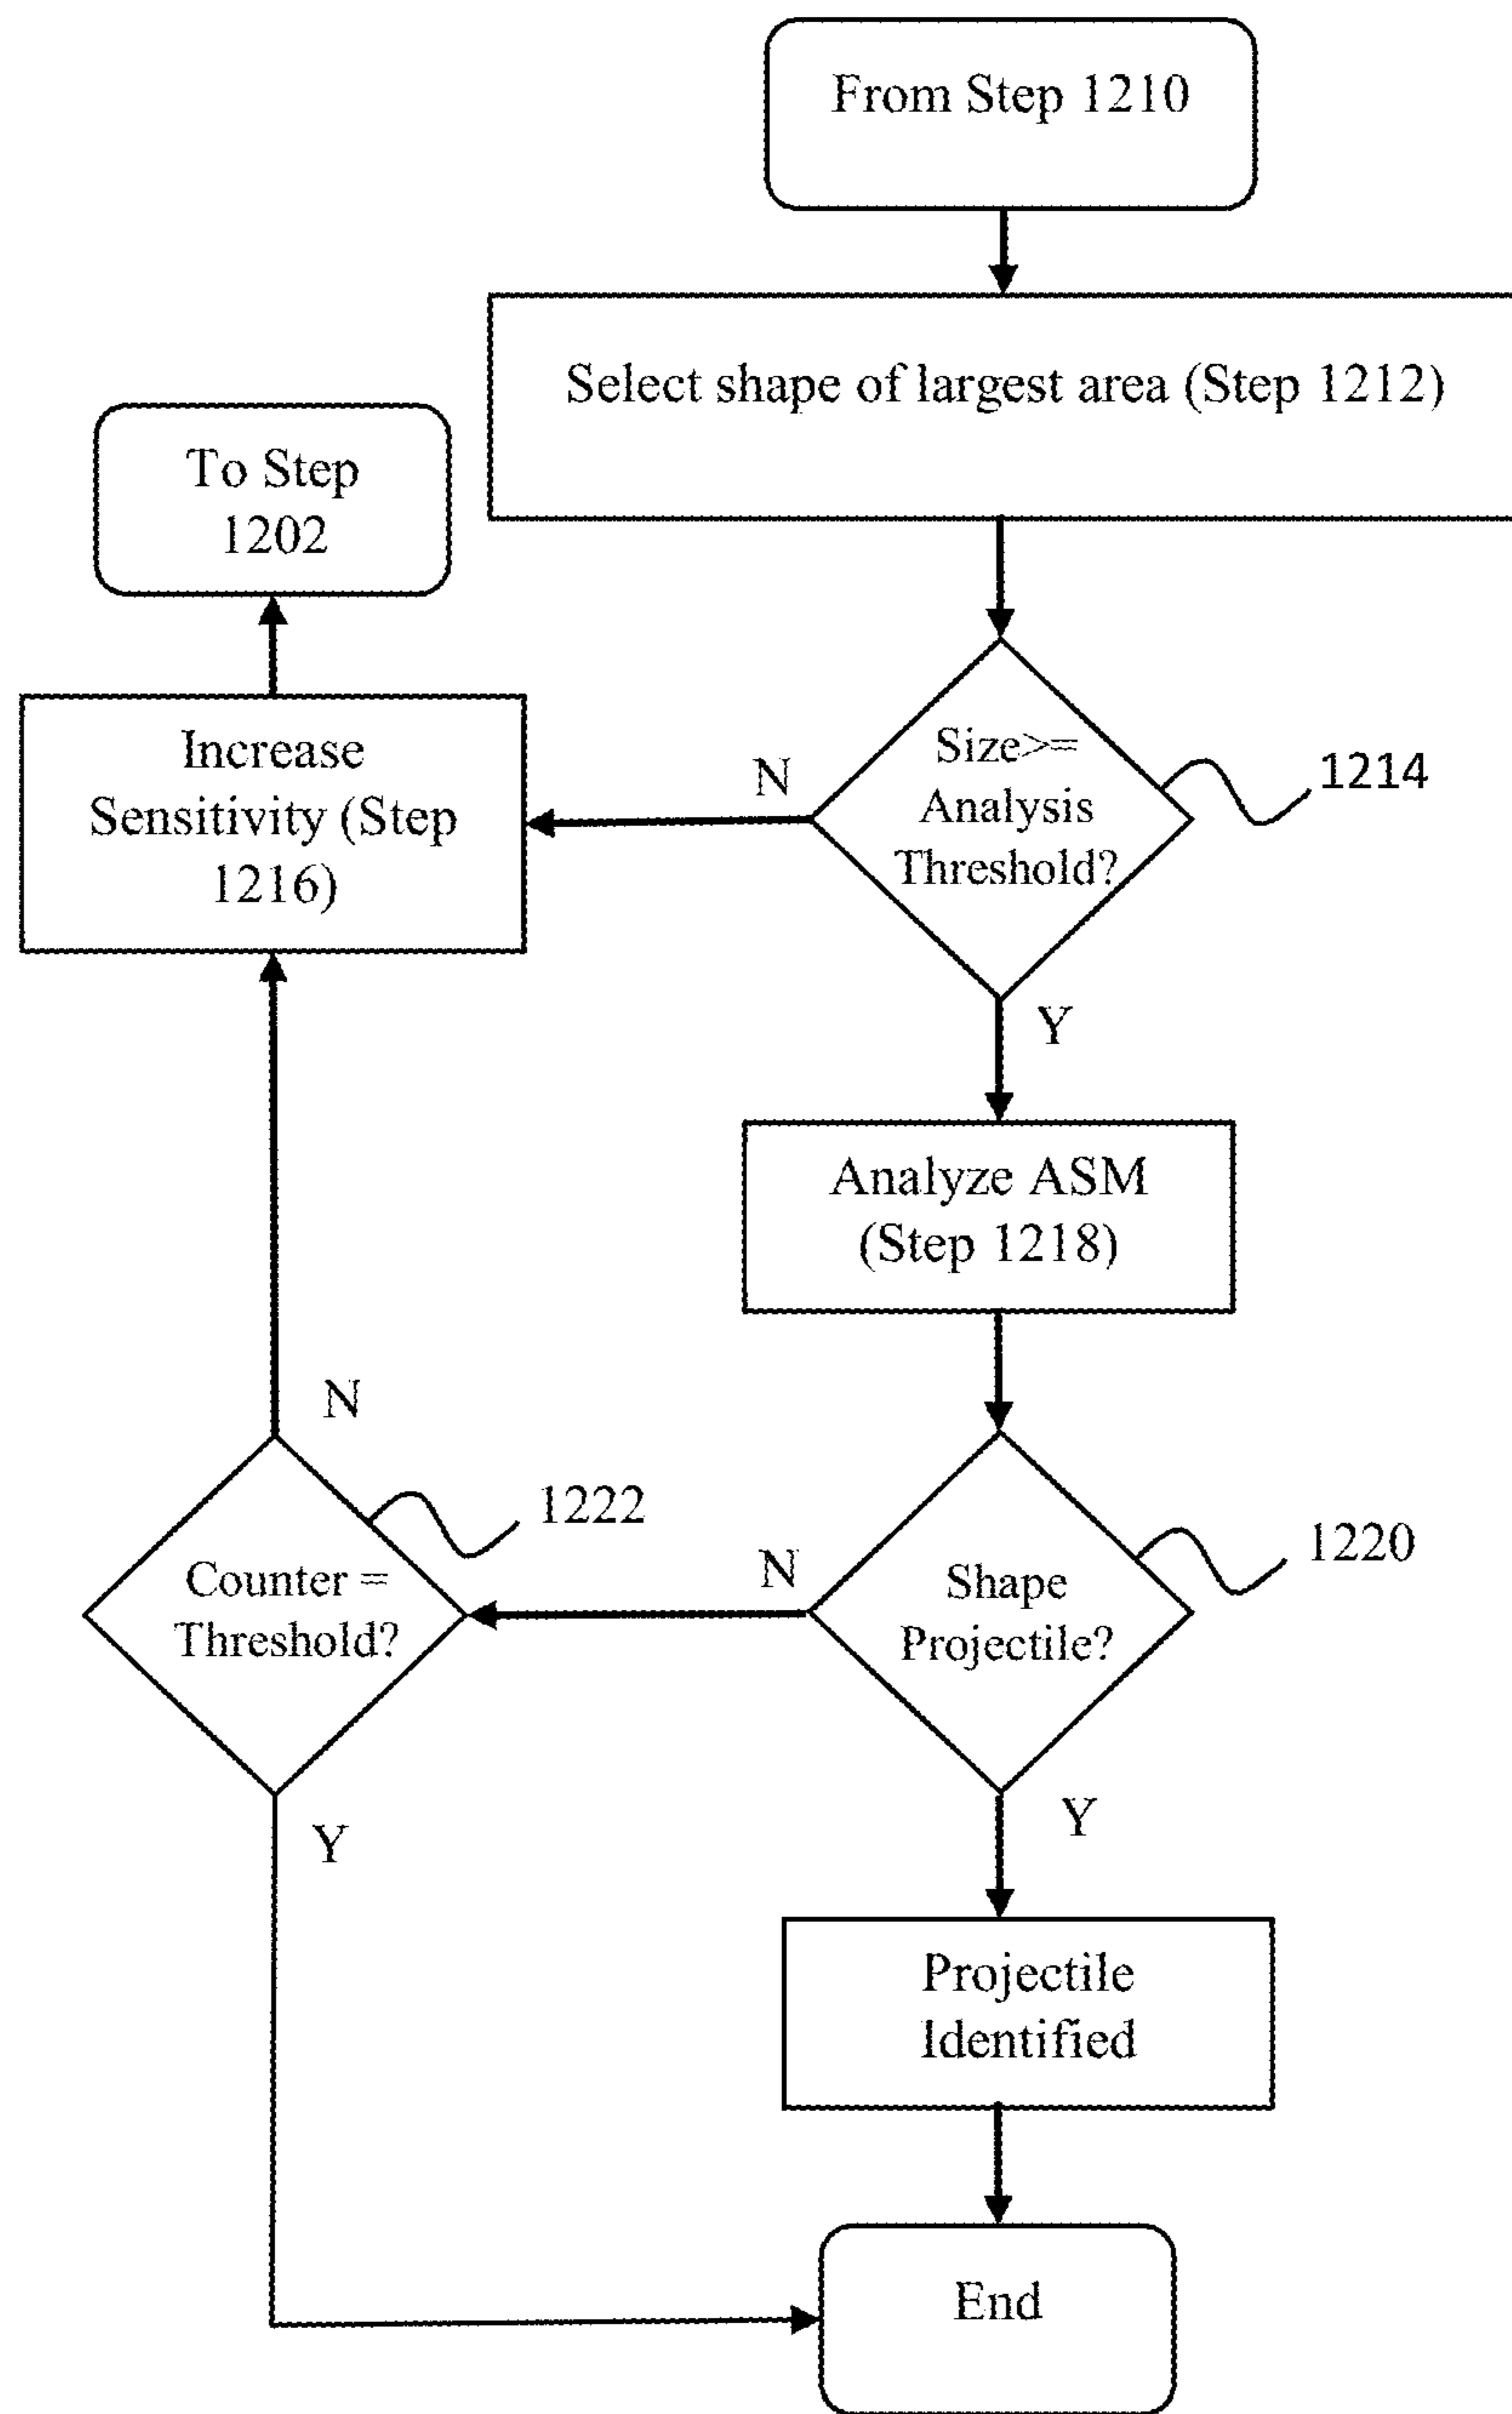 From Step 1210
Select shape of largest area (Step 1212)
To Step
1202
Increase
Sensitivity (Step
1216)
N
Size>=
Analysis
Threshold?
1214
Y
Analyze ASM
(Step 1218)
N
1222
Counter =
Threshold?
N
Shape
Projectile?
1220
Y
Y
Projectile
Identified
End